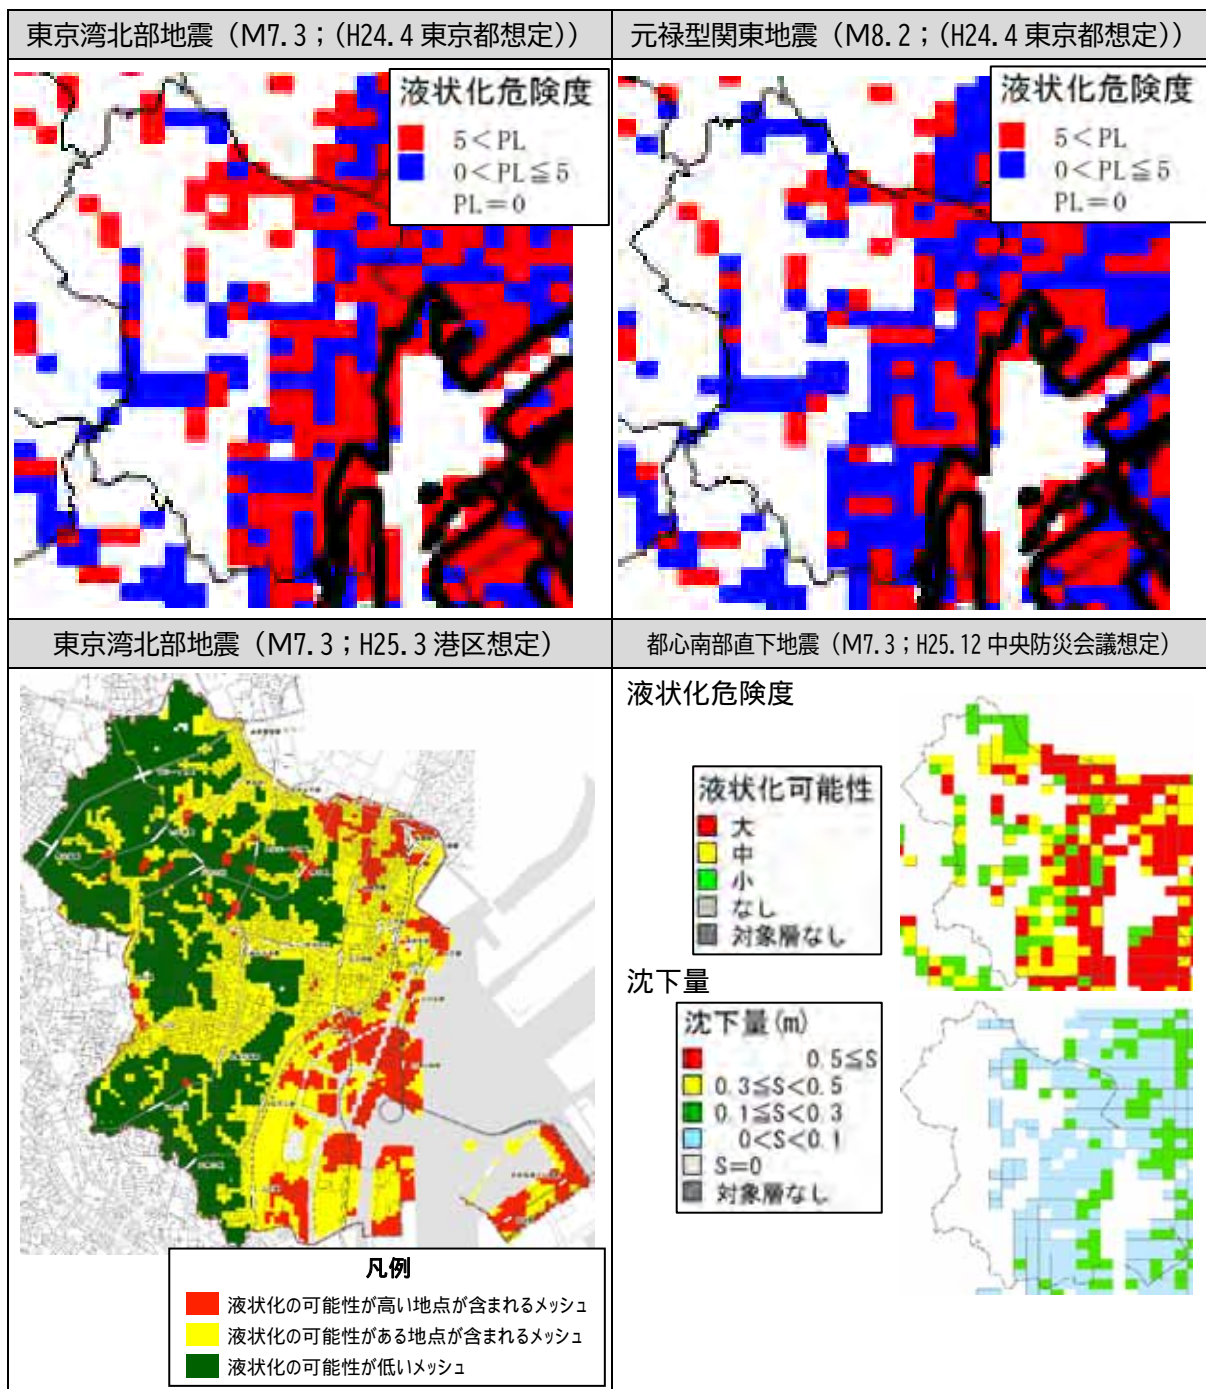 東京湾北部地震（M7.3；(H24.4 東京都想定)）
元禄型関東地震（M8.2；(H24.4 東京都想定)）
液状化危険度
5＜PL
0＜PL≦5
PL＝0
液状化危険度
5＜PL
0＜PL≦5
PL＝0
東京湾北部地震（M7.3；H25.3 港区想定）
都心南部直下地震（M7.3；H25.12 中央防災会議想定）
凡例
液状化の可能性が高い地点が含まれるメッシュ
液状化の可能性がある地点が含まれるメッシュ
液状化の可能性が低いメッシュ
液状化危険度
液状化可能性
大
中
小
なし
対象層なし
沈下量
沈下量(m)
0.5≦S
0.3≦S＜0.5
0.1≦S＜0.3
0＜S＜0.1
S＝0
対象層なし